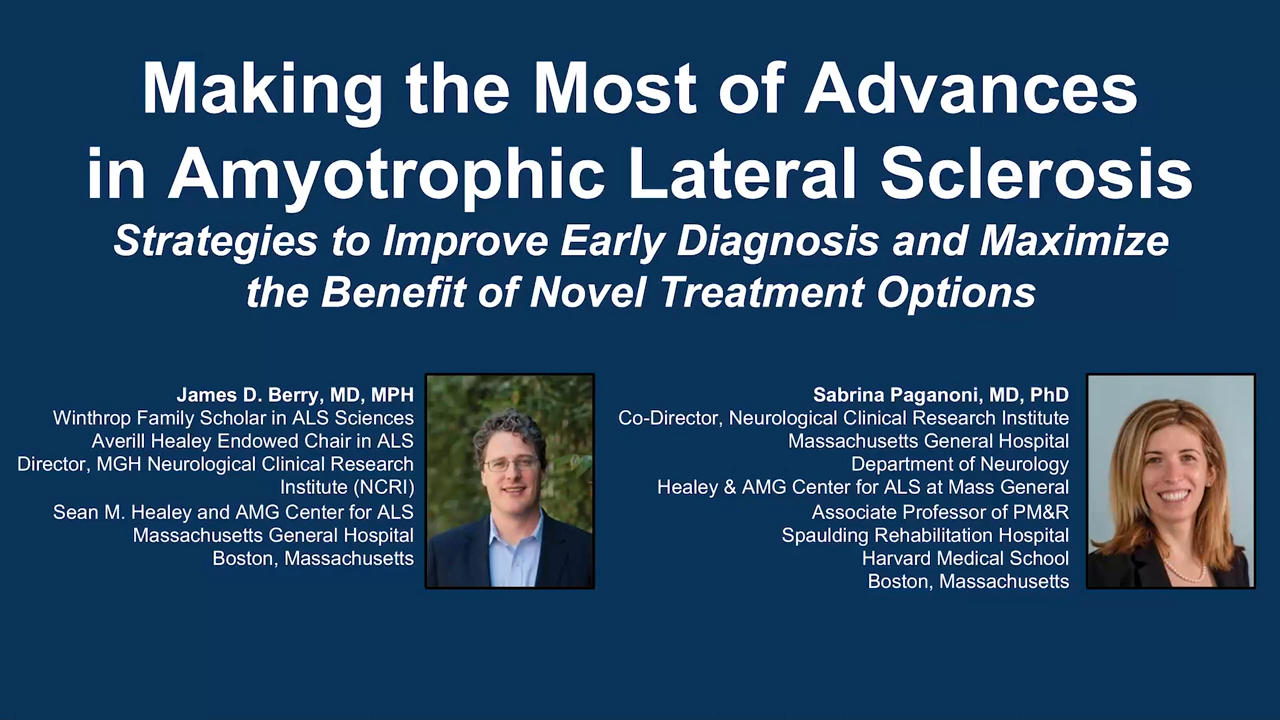 Making the Most of Advances
in Amyotrophic Lateral Sclerosis
Strategies to Improve Early Diagnosis and Maximize
the Benefit of Novel Treatment Options
James D. Berry, MD, MPH
Winthrop Family Scholar in ALS Sciences
Averill Healey Endowed Chair in ALS
Director, MGH Neurological Clinical Research
Institute (NCRI)
Sean M. Healey and AMG Center for ALS
Massachusetts General Hospital
Boston, Massachusetts
Sabrina Paganoni, MD, PhD
Co-Director, Neurological Clinical Research Institute
Massachusetts General Hospital
Department of Neurology
Healey & AMG Center for ALS at Mass General
Associate Professor of PM&R
Spaulding Rehabilitation Hospital
Harvard Medical School
Boston, Massachusetts